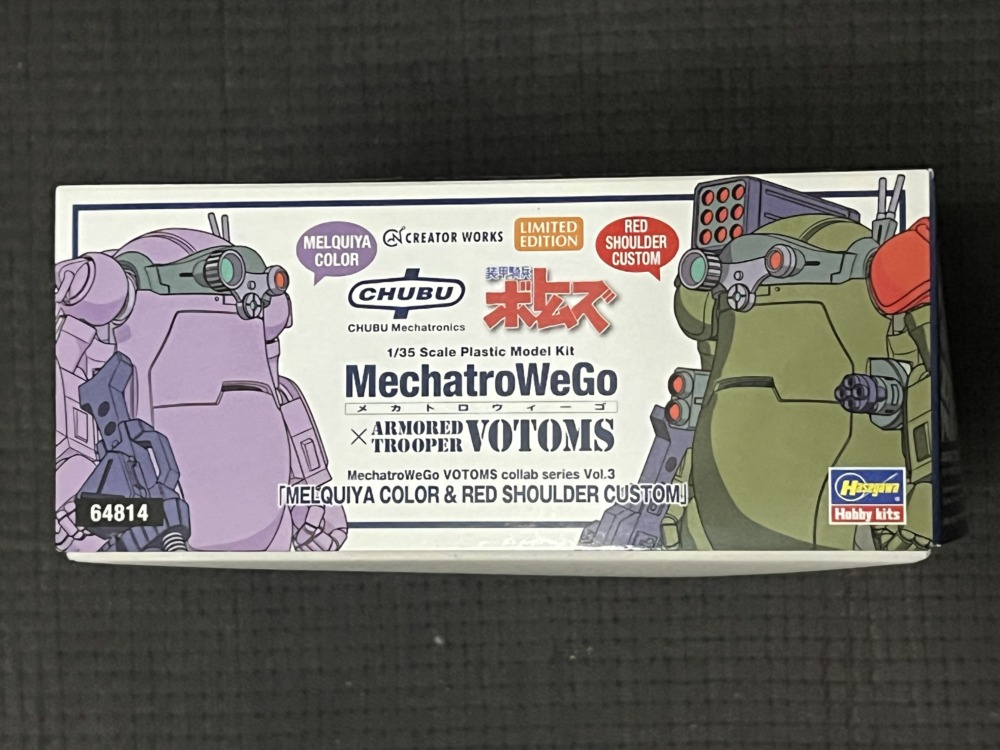 MELQUIYA
COLOR
CREATOR WORKS
LIMITED
EDITION
RED
SHOULDER
CUSTOM
CHUBU
CHUBU Mechatronics
装甲騎兵
ボトムズ
1/35 Scale Plastic Model Kit
MechatroWeGo
メカトロウィーゴ
×ARMORED
TROOPER VOTOMS
MechatroWeGo VOTOMS collab series Vol.3
「MELQUIYA COLOR & RED SHOULDER CUSTOM」
64814
Hasegawa
Hobby kits